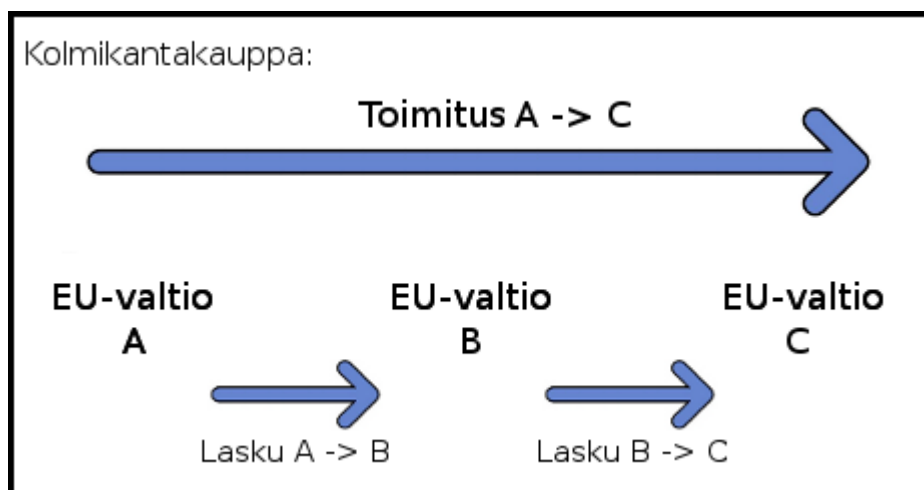 Kolmikantakauppa:
Toimitus A -> C
EU-valtio
A
EU-valtio
B
EU-valtio
C
Lasku A -> B
Lasku B -> C